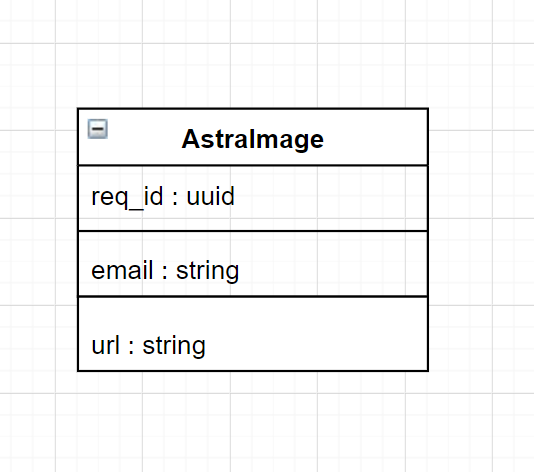 AstraImage
req_id : uuid
email : string
url : string